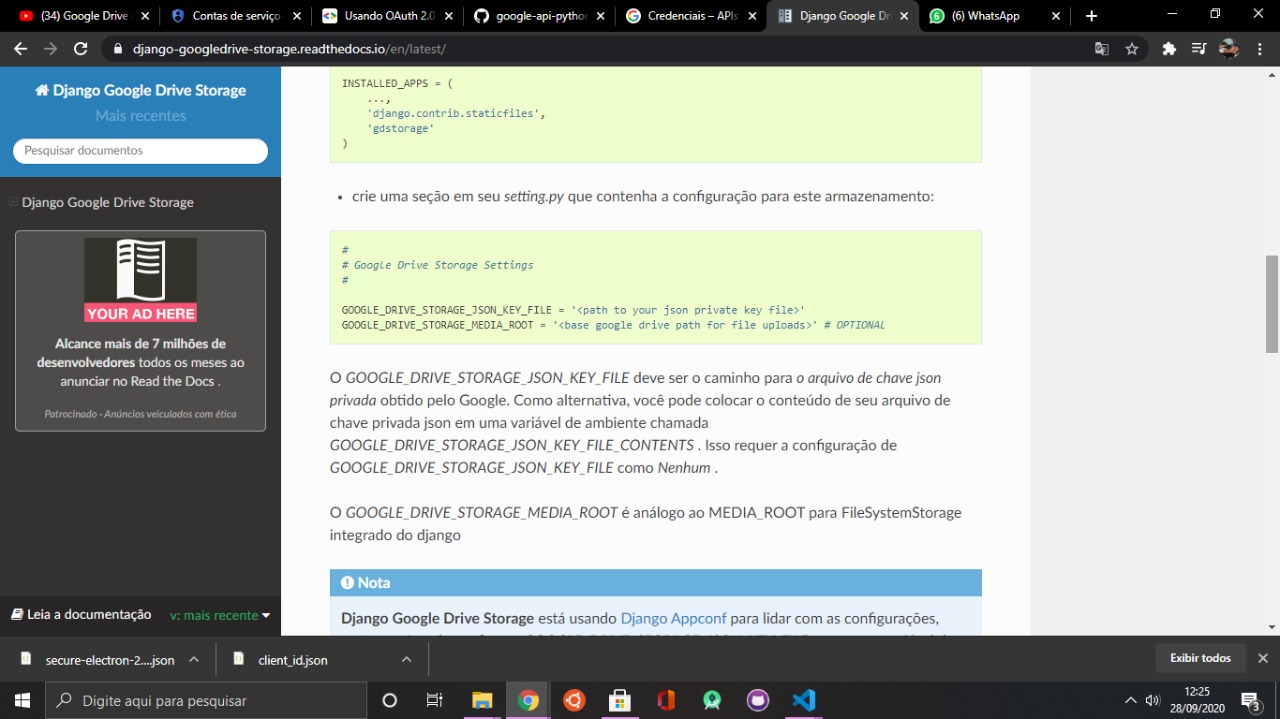 (34) Google Drive A
Contas de serviço
Usando OAuth 2.0
google-api-pytho
Credenciais – APIs
Django Google Dr
(6) WhatsApp
django-googledrive-storage.readthedocs.io/en/latest/
Django Google Drive Storage
Mais recentes
Pesquisar documentos
Django Google Drive Storage
YOUR AD HERE
Alcance mais de 7 milhões de
desenvolvedores todos os meses ao
anunciar no Read the Docs .
Patrocinado · Anúncios veiculados com ética
Leia a documentação
v: mais recente
INSTALLED_APPS = (
...,
'django.contrib.staticfiles',
'gdstorage'
)
• crie uma seção em seu setting.py que contenha a configuração para este armazenamento:
#
# Google Drive Storage Settings
#
GOOGLE_DRIVE_STORAGE_JSON_KEY_FILE = '<path to your json private key file>'
GOOGLE_DRIVE_STORAGE_MEDIA_ROOT = '<base google drive path for file uploads>' # OPTIONAL
O GOOGLE_DRIVE_STORAGE_JSON_KEY_FILE deve ser o caminho para o arquivo de chave json
privada obtido pelo Google. Como alternativa, você pode colocar o conteúdo de seu arquivo de
chave privada json em uma variável de ambiente chamada
GOOGLE_DRIVE_STORAGE_JSON_KEY_FILE_CONTENTS . Isso requer a configuração de
GOOGLE_DRIVE_STORAGE_JSON_KEY_FILE como Nenhum .
O GOOGLE_DRIVE_STORAGE_MEDIA_ROOT é análogo ao MEDIA_ROOT para FileSystemStorage
integrado do django
Nota
Django Google Drive Storage está usando Django Appconf para lidar com as configurações,
secure-electron-2....json
client_id.json
Exibir todos
Digite aqui para pesquisar
12:25
28/09/2020
3